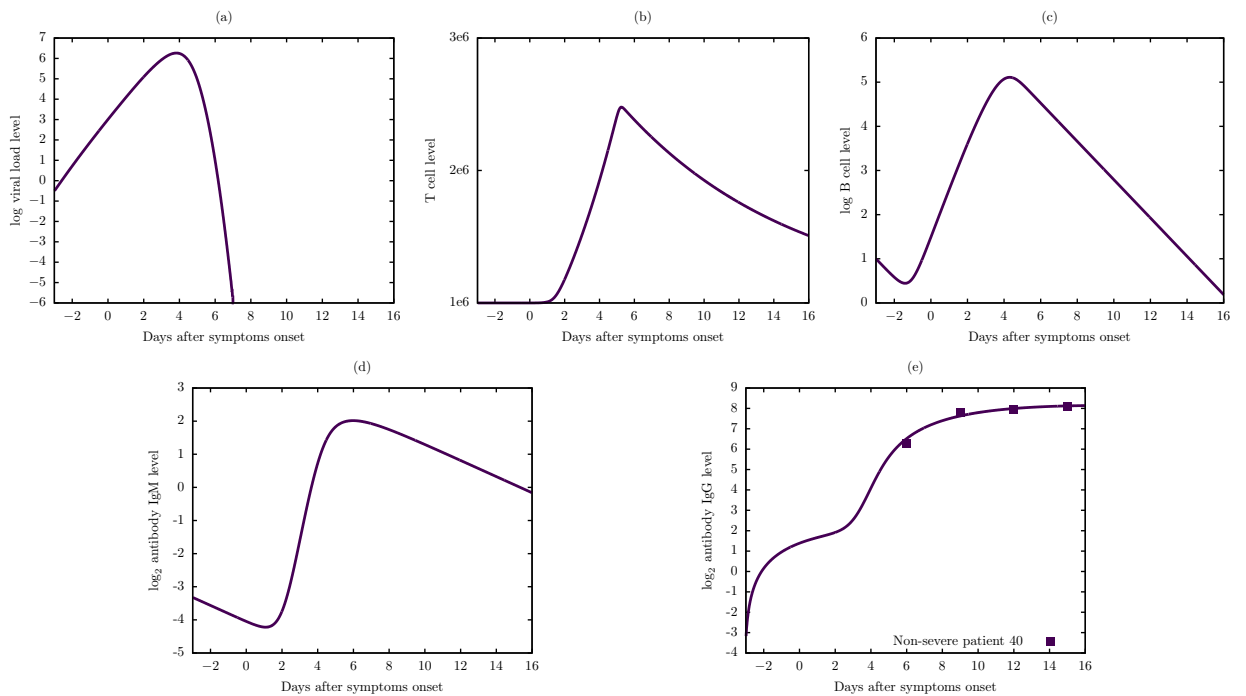 (a)
7
6
5
4
3
2
1
0
−1
−2
−3
−4
−5
−6
−2 0 2 4 6 8 10 12 14 16
log viral load level
Days after symptoms onset
(b)
3e6
2e6
1e6
−2 0 2 4 6 8 10 12 14 16
T cell level
Days after symptoms onset
(c)
6
5
4
3
2
1
0
−2 0 2 4 6 8 10 12 14 16
log B cell level
Days after symptoms onset
(d)
3
2
1
0
-1
-2
-3
-4
-5
−2 0 2 4 6 8 10 12 14 16
log₂ antibody IgM level
Days after symptoms onset
(e)
9
8
7
6
5
4
3
2
1
0
-1
-2
-3
-4
−2 0 2 4 6 8 10 12 14 16
log₂ antibody IgG level
Non-severe patient 40
Days after symptoms onset